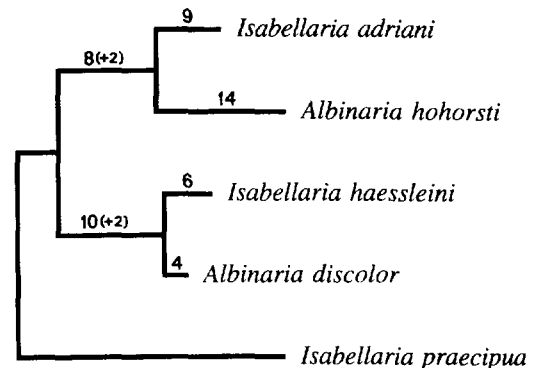 9
Isabellaria adriani
8(+2)
14
Albinaria hohorsti
6
Isabellaria haessleini
10(+2)
4
Albinaria discolor
Isabellaria praecipua